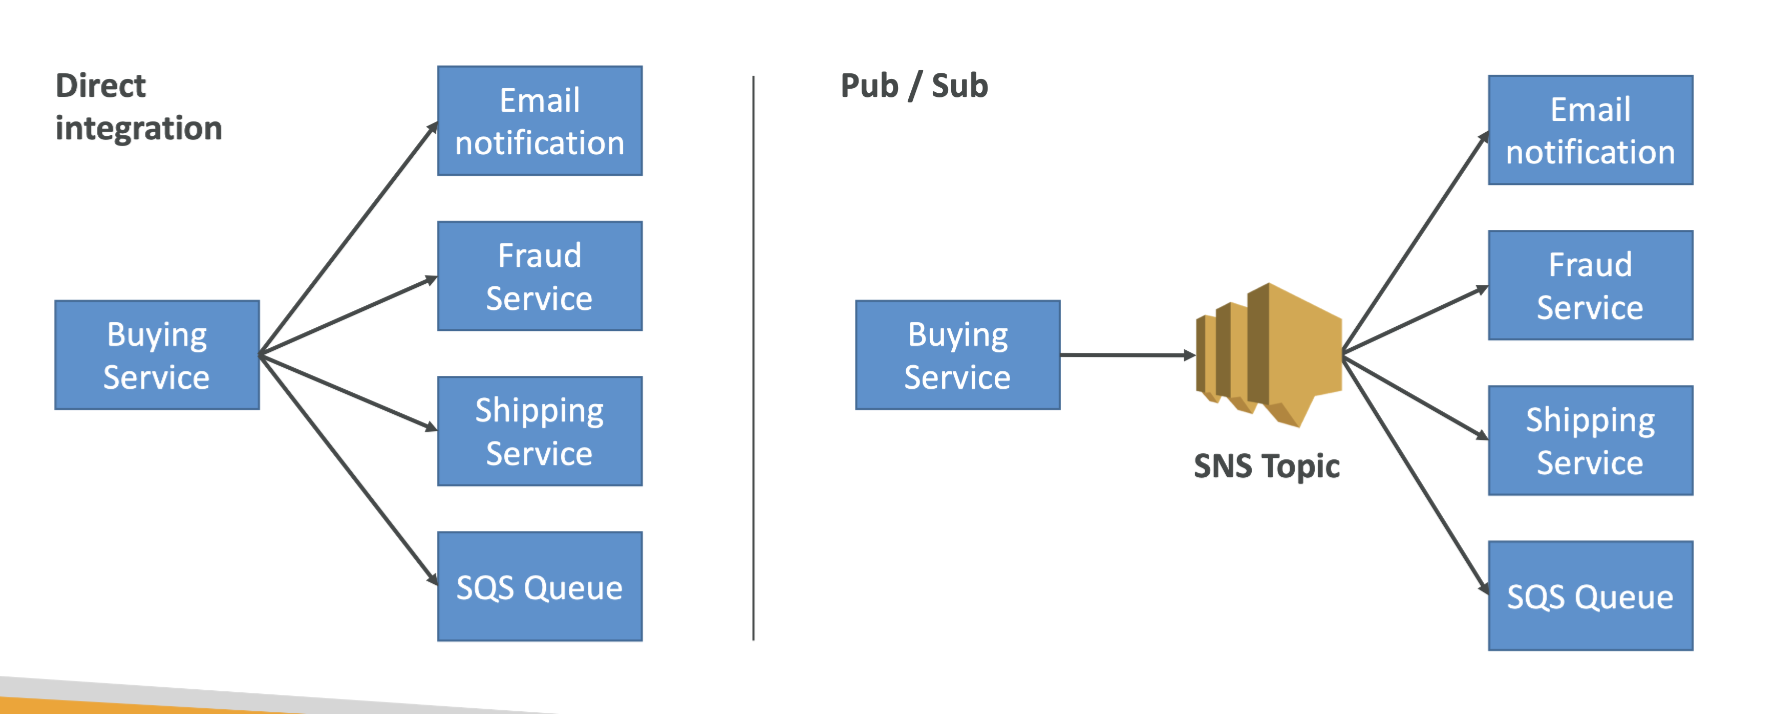 Direct
integration
Email
notification
Fraud
Service
Buying
Service
Shipping
Service
SQS Queue
Pub / Sub
Email
notification
Fraud
Service
Buying
Service
SNS Topic
Shipping
Service
SQS Queue